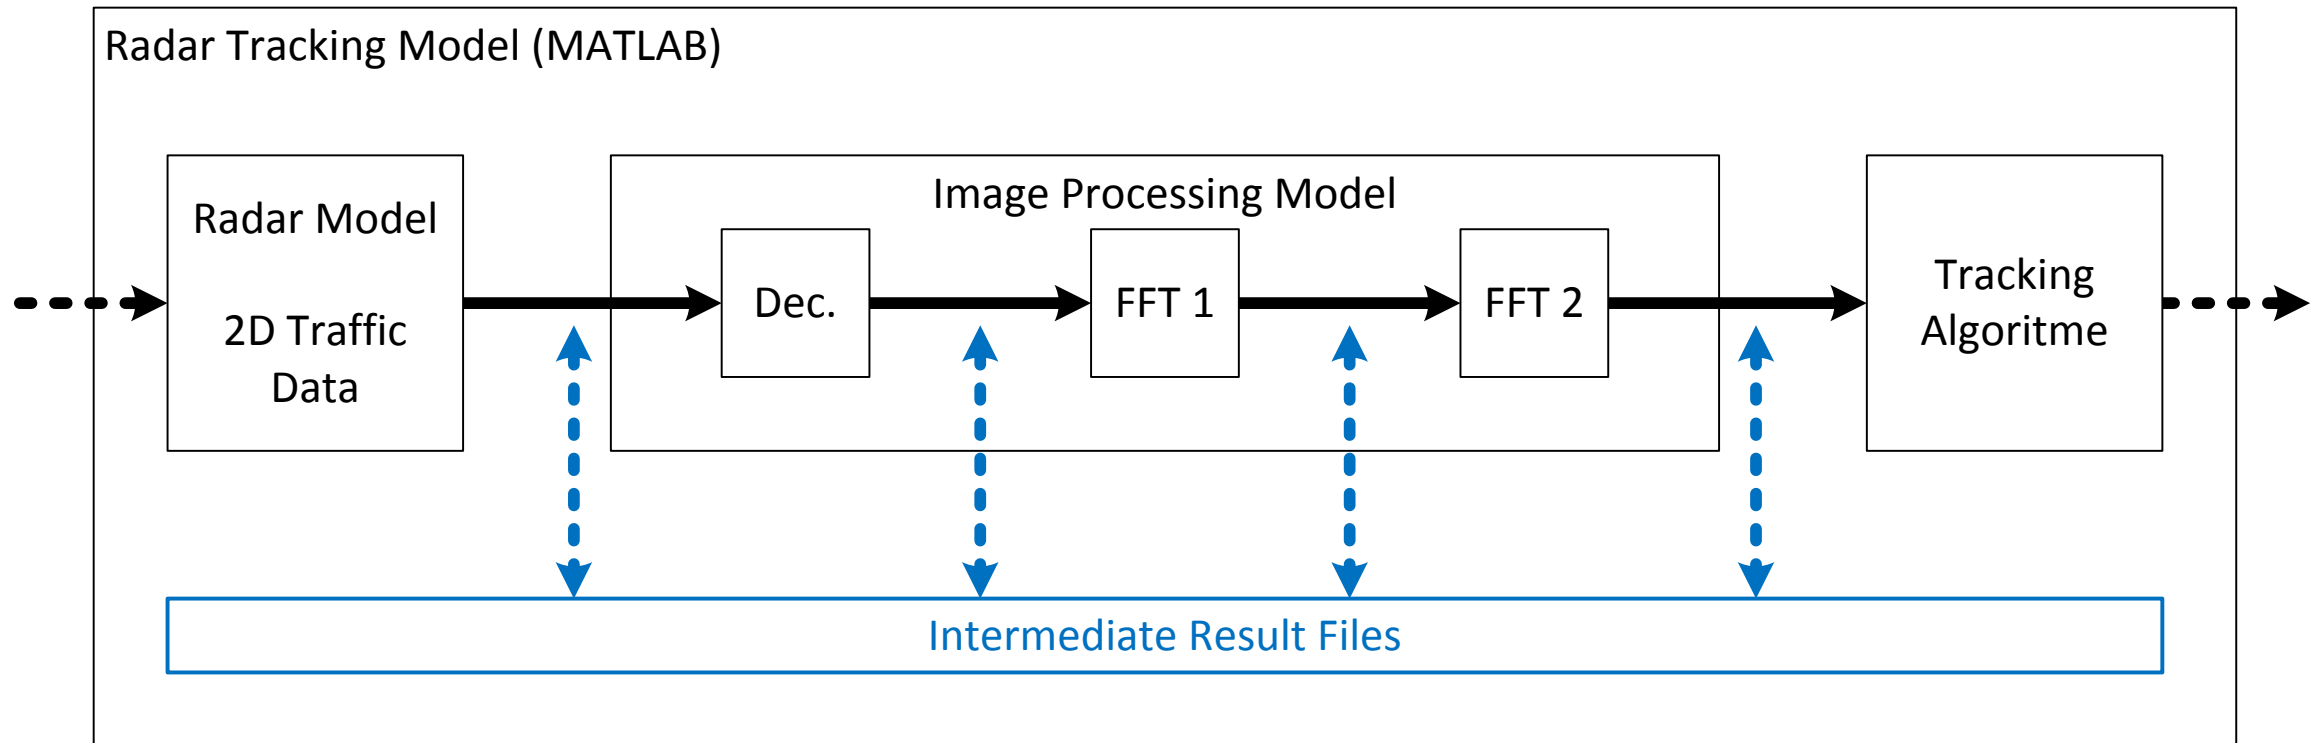 Radar Tracking Model (MATLAB)
Radar Model
2D Traffic
Data
Image Processing Model
Dec.
FFT 1
FFT 2
Tracking
Algoritme
Intermediate Result Files